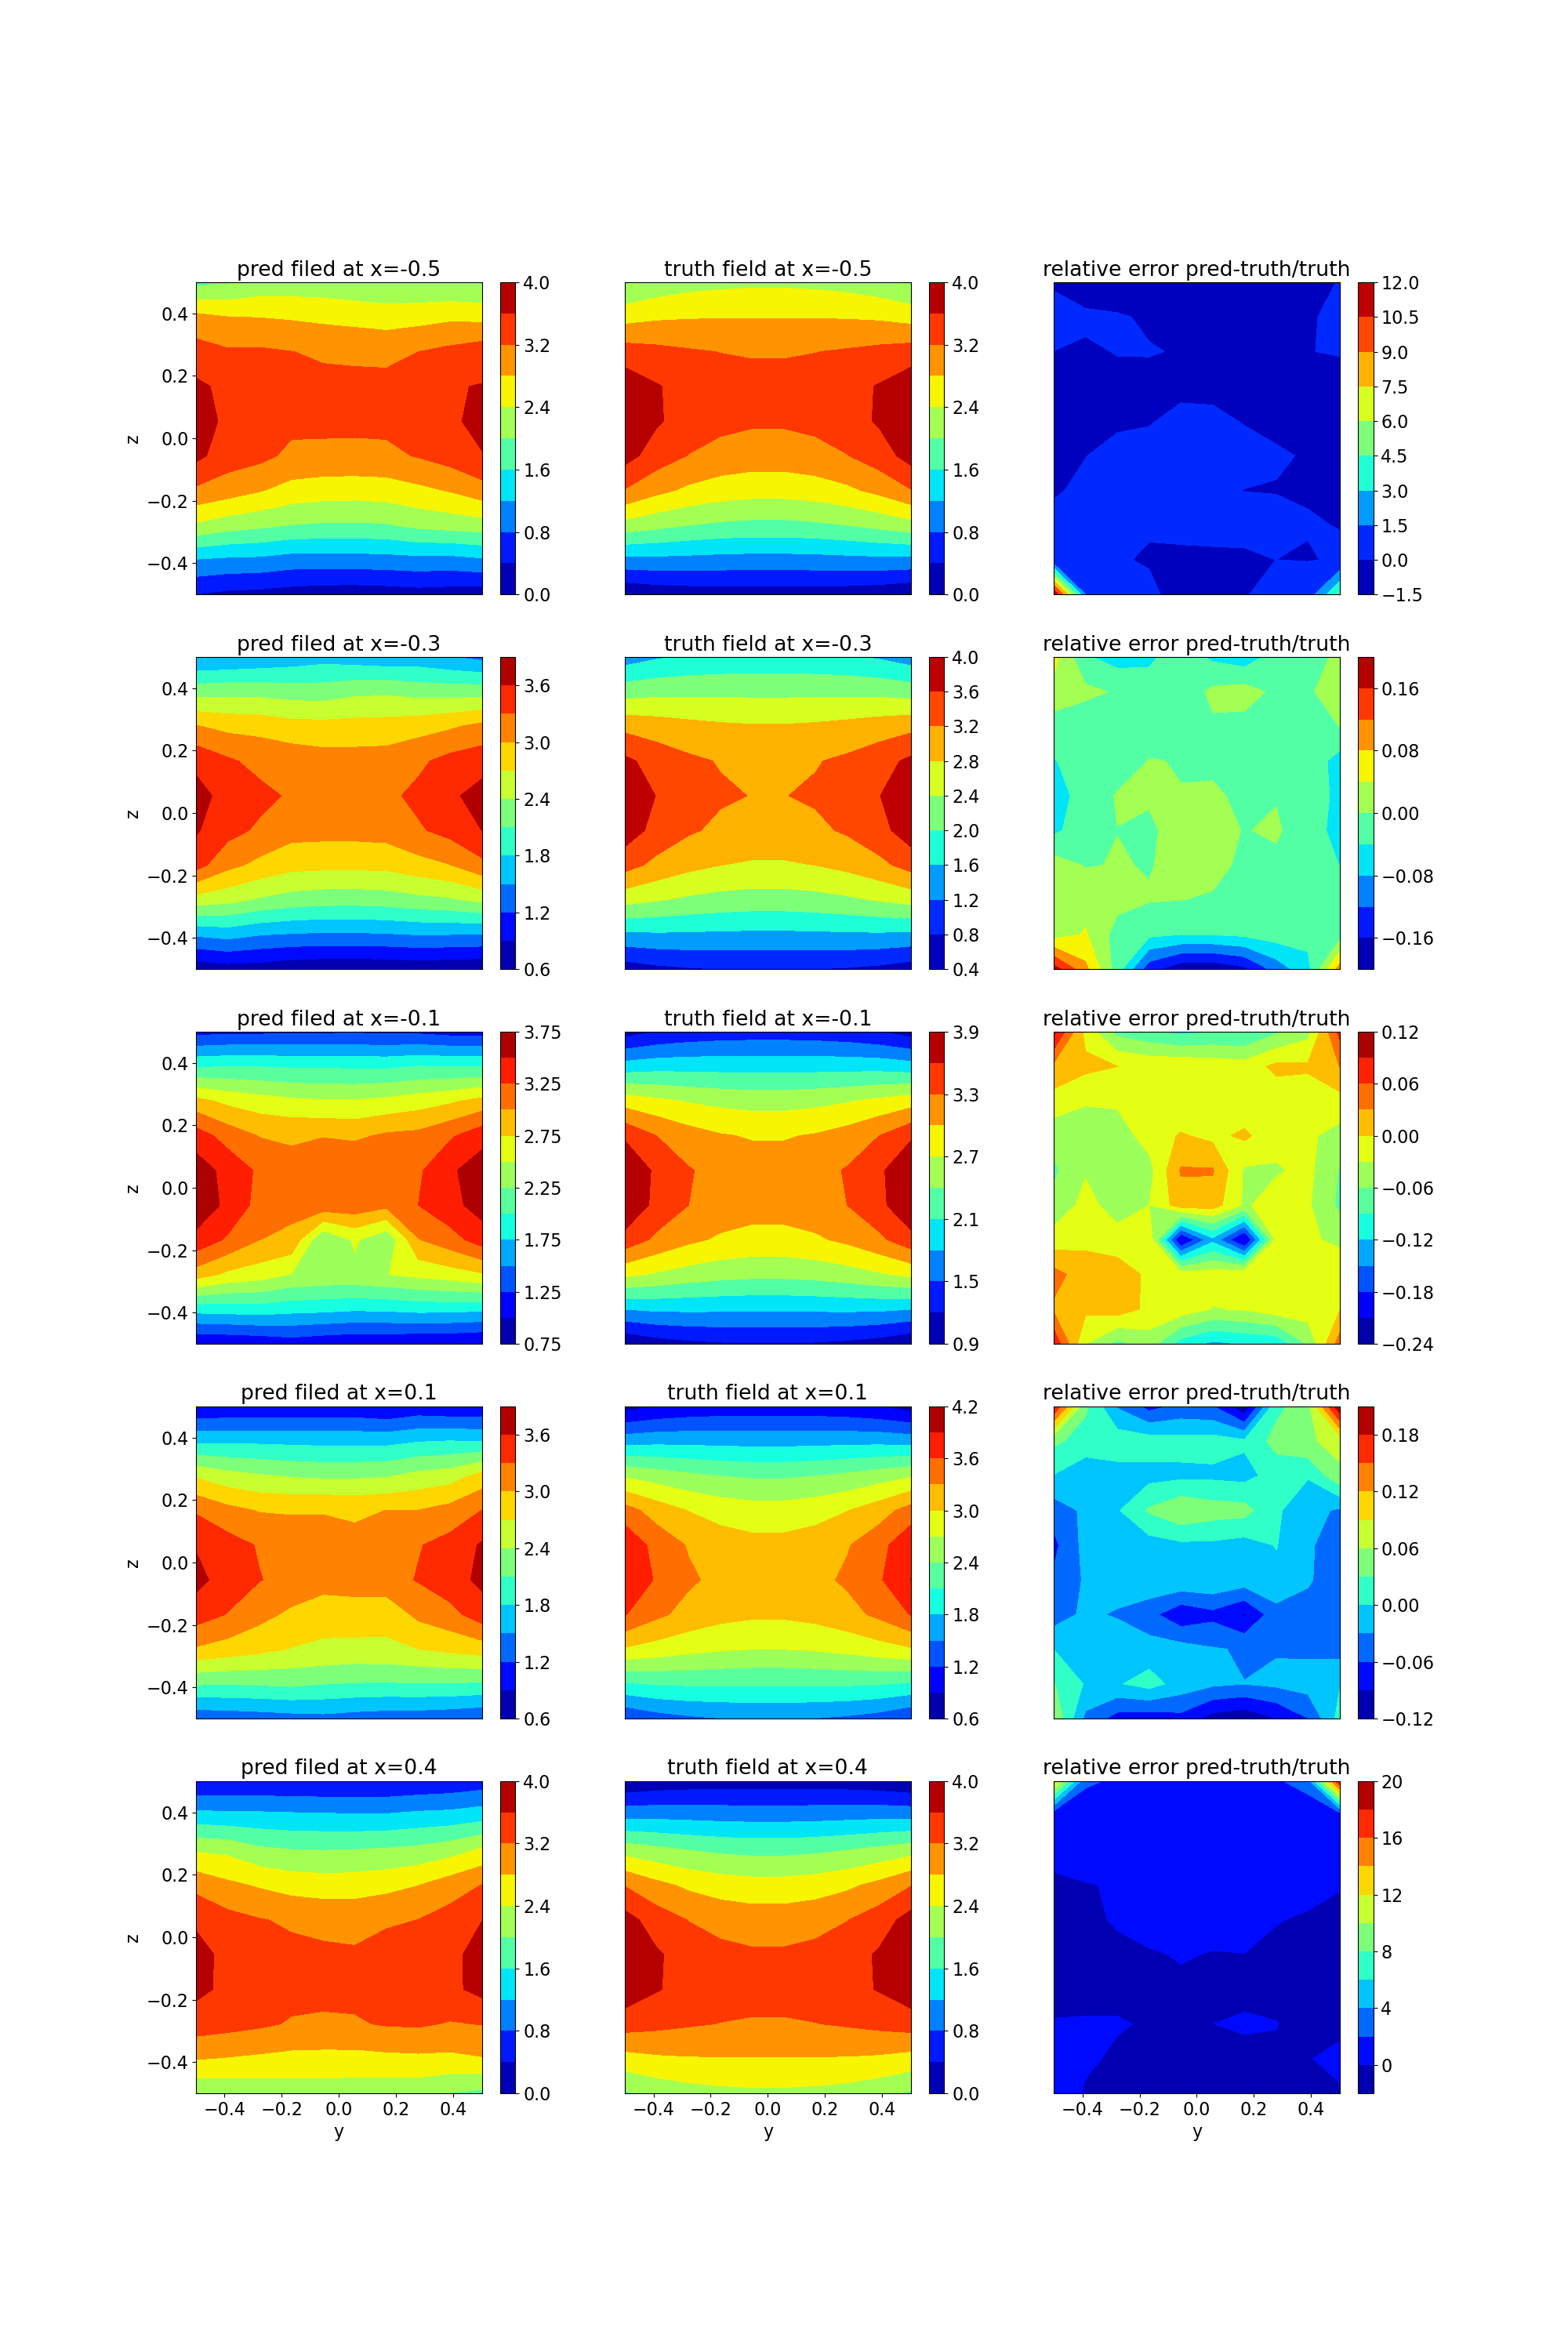 pred filed at x=-0.5 truth field at x=-0.5 relative error pred-truth/truth
z 0.4 0.2 0.0 −0.2 −0.4
4.0 3.2 2.4 1.6 0.8 0.0
4.0 3.2 2.4 1.6 0.8 0.0
12.0 10.5 9.0 7.5 6.0 4.5 3.0 1.5 0.0 −1.5
pred filed at x=-0.3 truth field at x=-0.3 relative error pred-truth/truth
z 0.4 0.2 0.0 −0.2 −0.4
3.6 3.0 2.4 1.8 1.2 0.6
4.0 3.6 3.2 2.8 2.4 2.0 1.6 1.2 0.8 0.4
0.16 0.08 0.00 −0.08 −0.16
pred filed at x=-0.1 truth field at x=-0.1 relative error pred-truth/truth
z 0.4 0.2 0.0 −0.2 −0.4
3.75 3.25 2.75 2.25 1.75 1.25 0.75
3.9 3.3 2.7 2.1 1.5 0.9
0.12 0.06 0.00 −0.06 −0.12 −0.18 −0.24
pred filed at x=0.1 truth field at x=0.1 relative error pred-truth/truth
z 0.4 0.2 0.0 −0.2 −0.4
3.6 3.0 2.4 1.8 1.2 0.6
4.2 3.6 3.0 2.4 1.8 1.2 0.6
0.18 0.12 0.06 0.00 −0.06 −0.12
pred filed at x=0.4 truth field at x=0.4 relative error pred-truth/truth
z 0.4 0.2 0.0 −0.2 −0.4
4.0 3.2 2.4 1.6 0.8 0.0
4.0 3.2 2.4 1.6 0.8 0.0
20 16 12 8 4 0
−0.4 −0.2 0.0 0.2 0.4 −0.4 −0.2 0.0 0.2 0.4 −0.4 −0.2 0.0 0.2 0.4
y y y